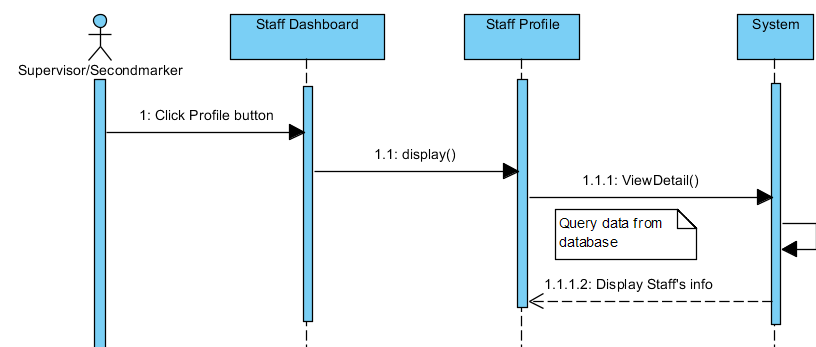 Staff Dashboard
Staff Profile
System
Supervisor/Secondmarker
1: Click Profile button
1.1: display()
1.1.1: ViewDetail()
Query data from
database
1.1.1.2: Display Staff's info